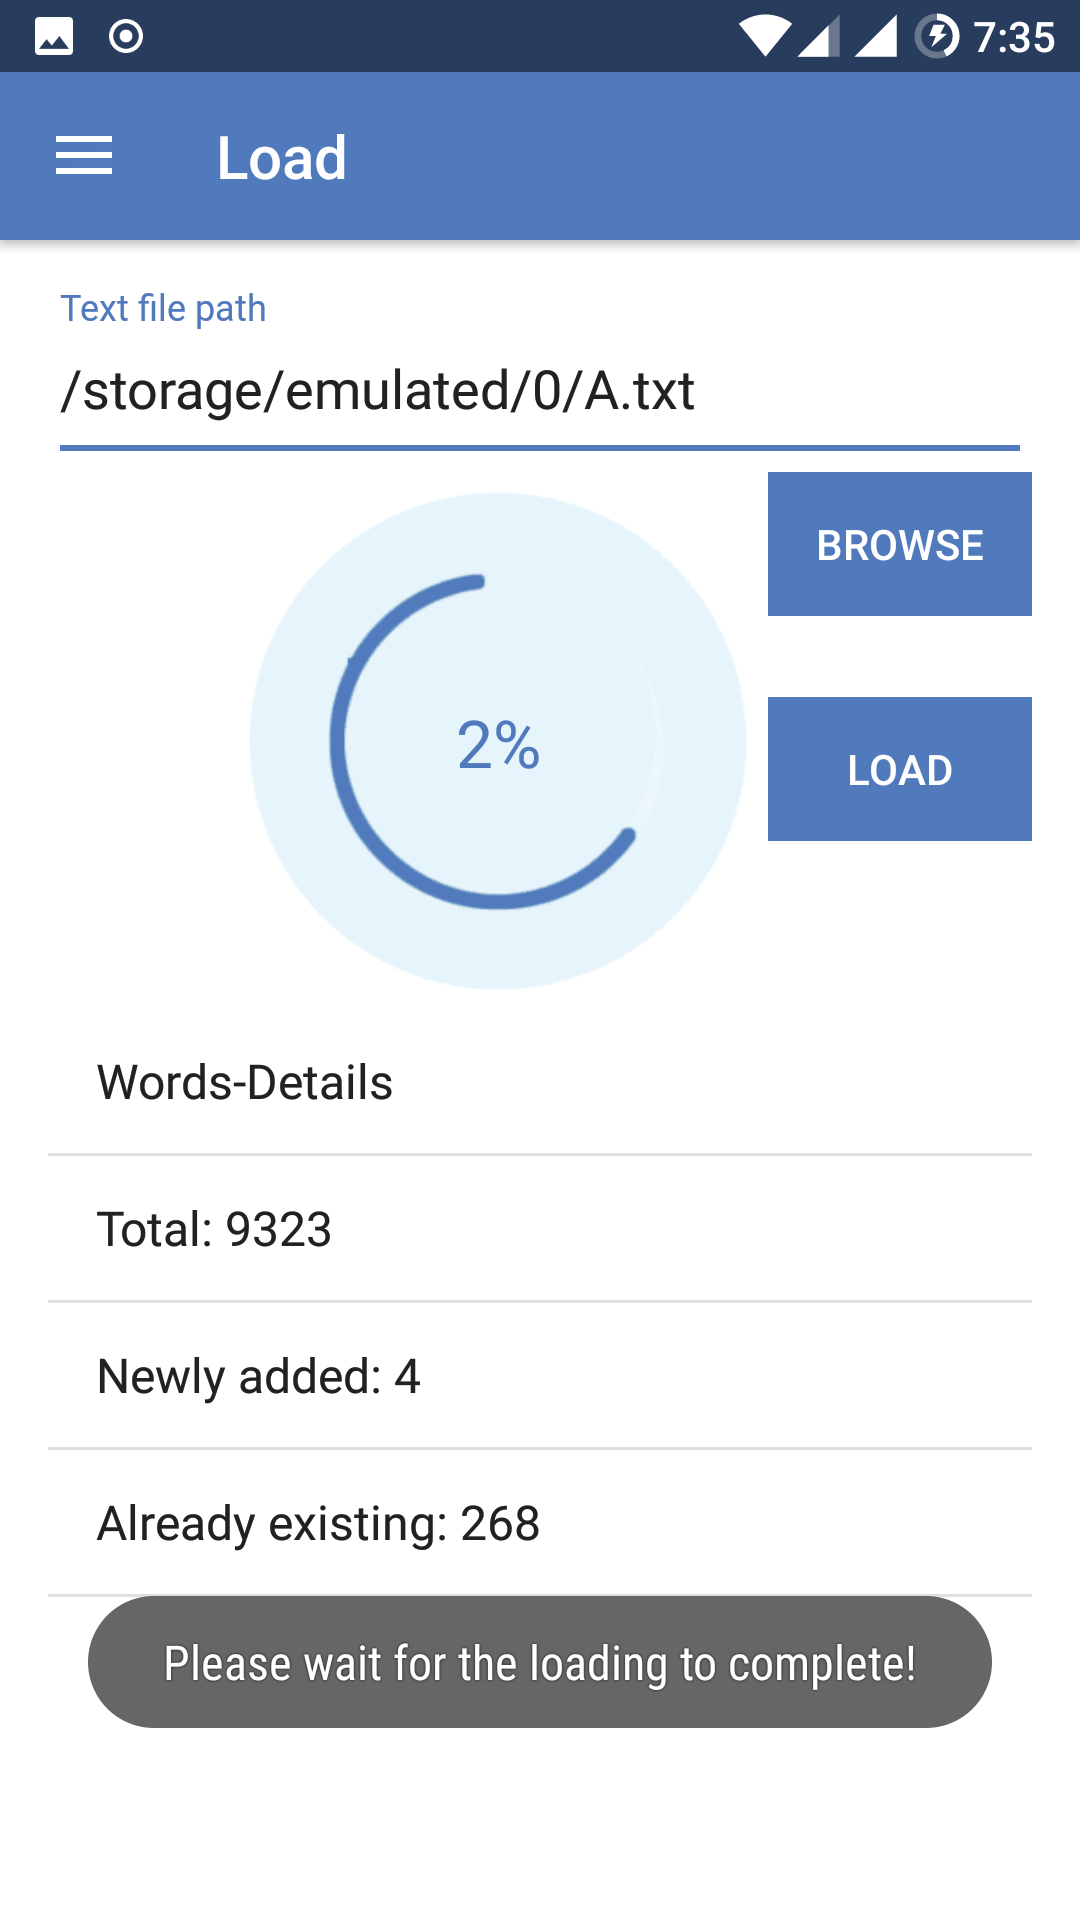 7:35
Load
Text file path
/storage/emulated/0/A.txt
BROWSE
2%
LOAD
Words-Details
Total: 9323
Newly added: 4
Already existing: 268
Please wait for the loading to complete!